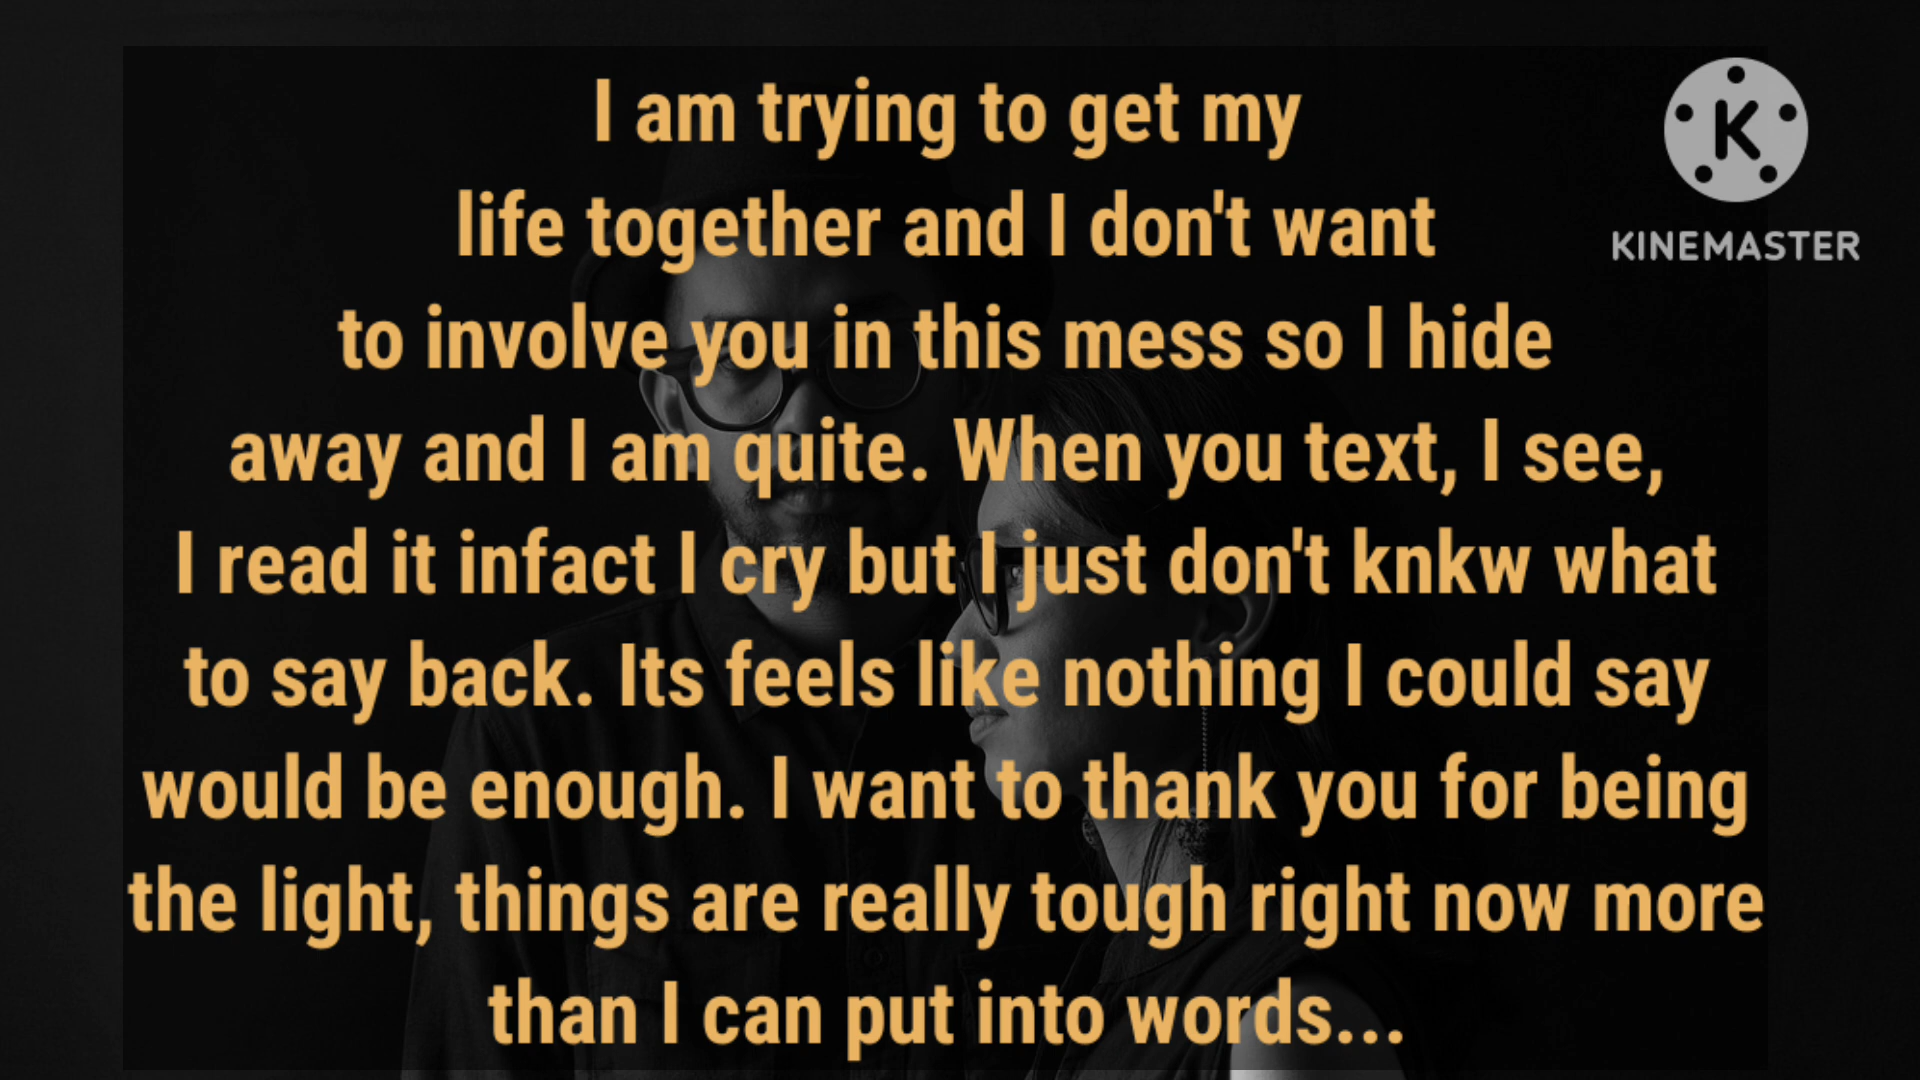 I am trying to get my
life together and I don't want
to involve you in this mess so I hide
away and I am quite. When you text, I see,
I read it infact I cry but I just don't knkw what
to say back. Its feels like nothing I could say
would be enough. I want to thank you for being
the light, things are really tough right now more
than I can put into words...
K
KINEMASTER